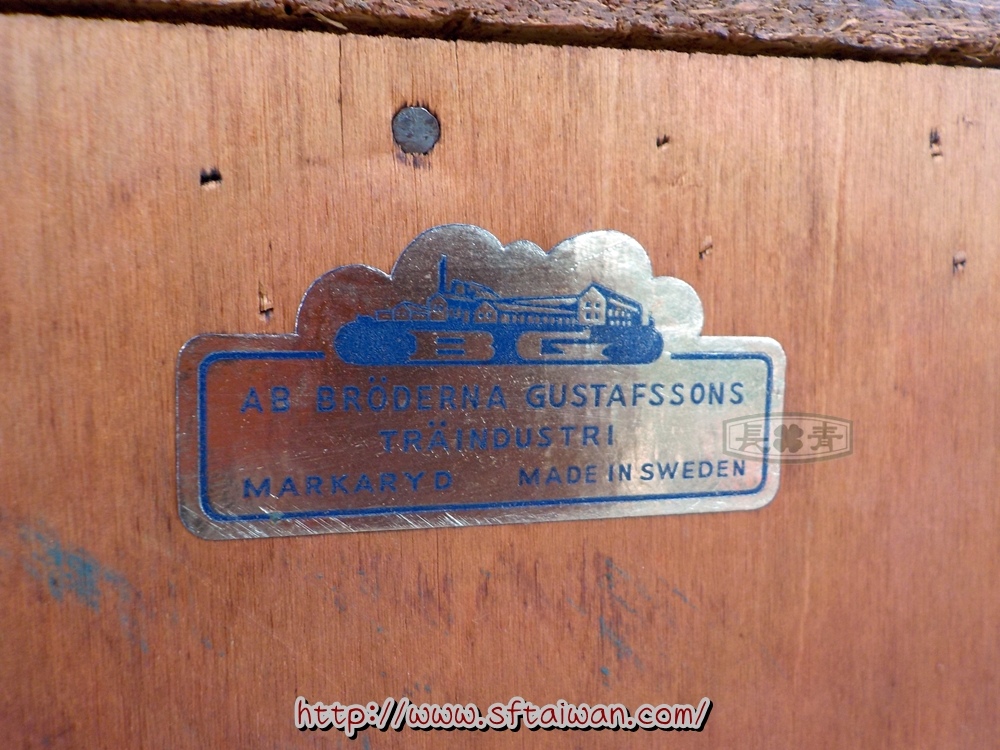 BG
AB BRÖDERNA GUSTAFSSONS
TRÄINDUSTRI
MARKARYD MADE IN SWEDEN
長青
http://www.sftaiwan.com/